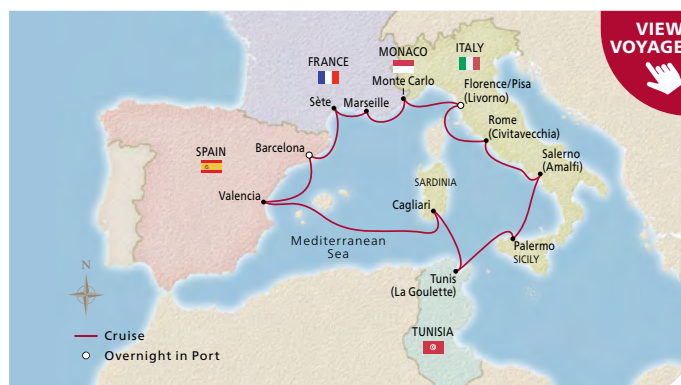 VIEW
VOYAGE
FRANCE
MONACO
ITALY
Monte Carlo
Florence/Pisa
(Livorno)
Sète
Marseille
Rome
(Civitavecchia)
SPAIN
Barcelona
Salerno
(Amalfi)
SARDINIA
Valencia
Cagliari
Mediterranean
Sea
Palermo
SICILY
N
Tunis
(La Goulette)
TUNISIA
Cruise
Overnight in Port